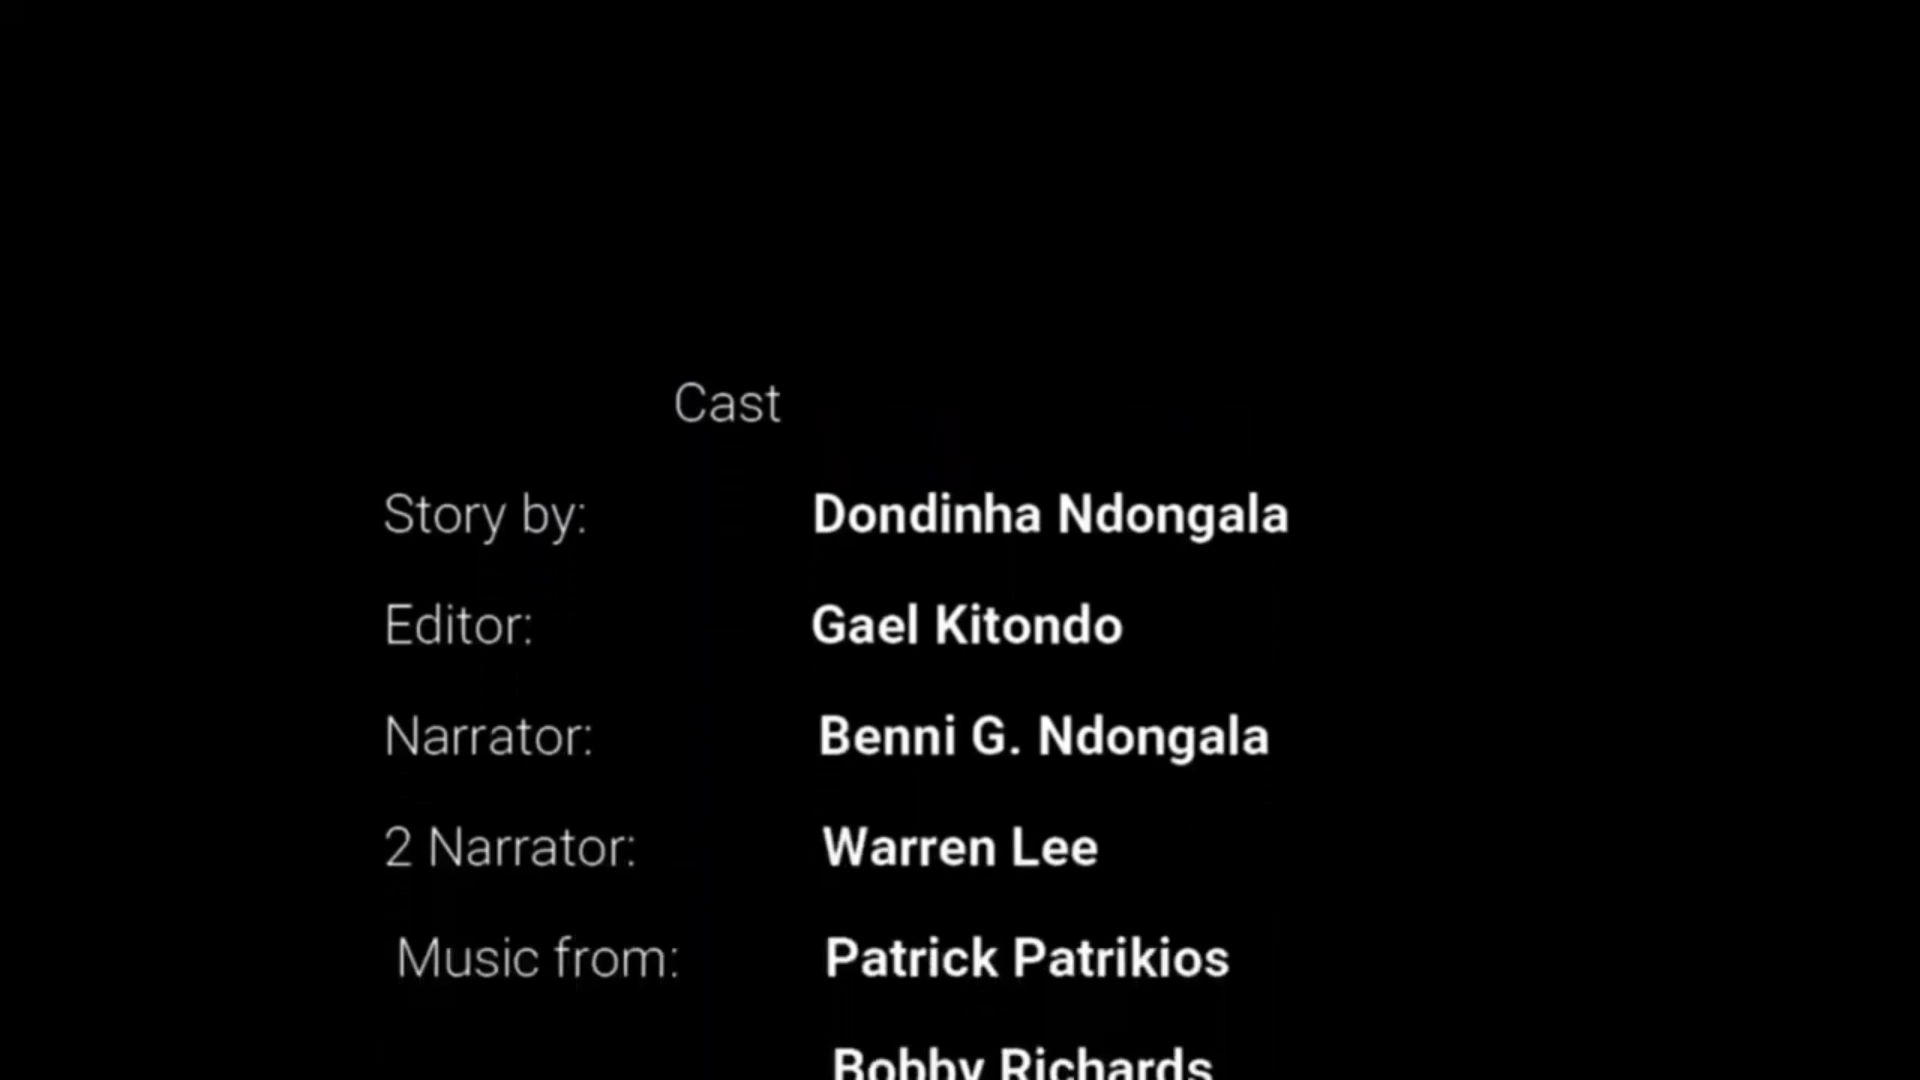 Cast
Story by: Dondinha Ndongala
Editor: Gael Kitondo
Narrator: Benni G. Ndongala
2 Narrator: Warren Lee
Music from: Patrick Patrikios
Bobby Richards